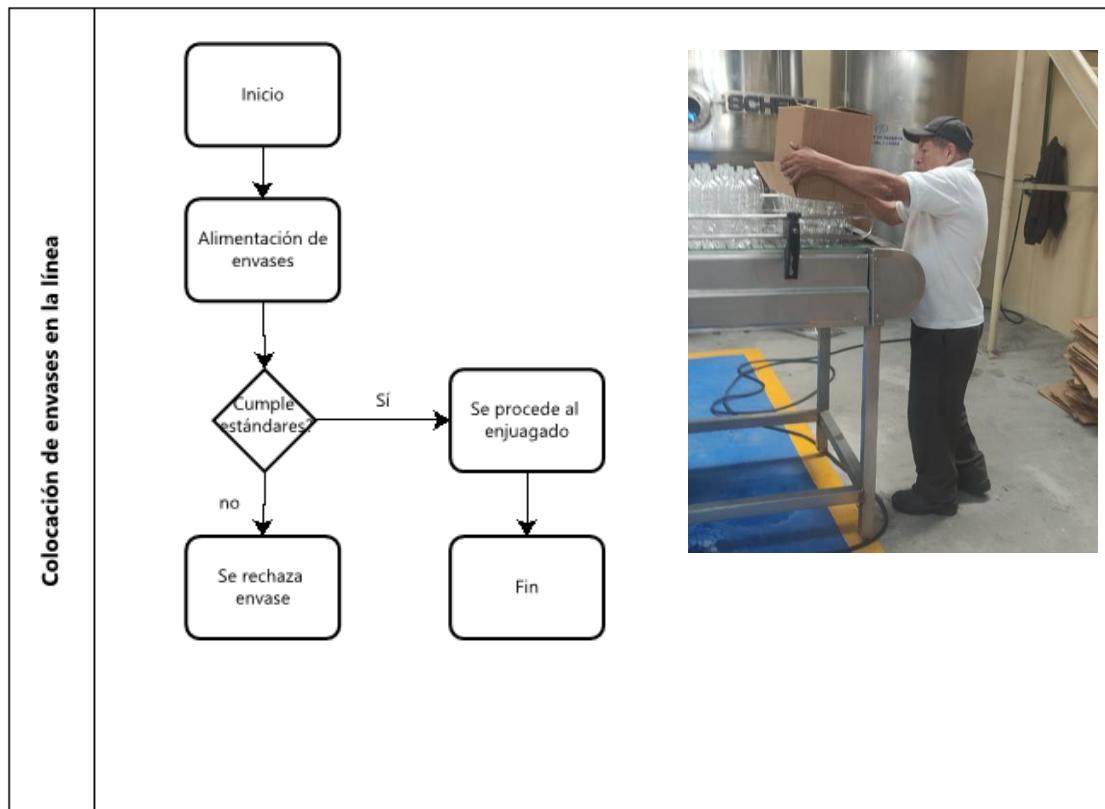 Colocación de envases en la línea
Inicio
Alimentación de
envases
Cumple
estándares?
Sí
no
Se procede al
enjuagado
Se rechaza
envase
Fin